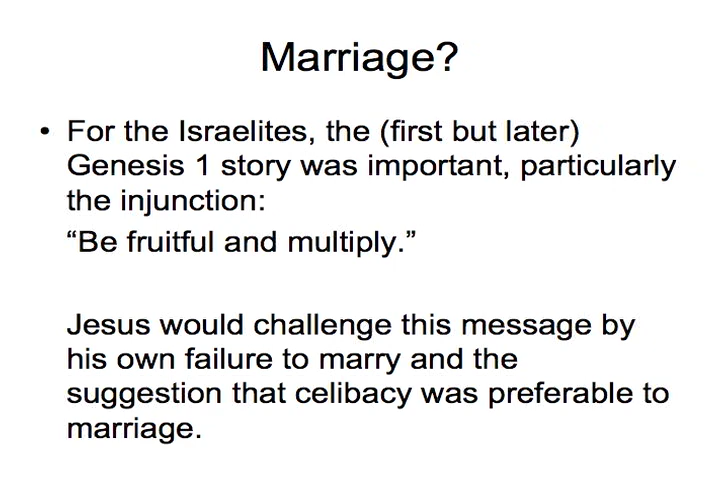 Marriage?
• For the Israelites, the (first but later)
Genesis 1 story was important, particularly
the injunction:
“Be fruitful and multiply.”
Jesus would challenge this message by
his own failure to marry and the
suggestion that celibacy was preferable to
marriage.